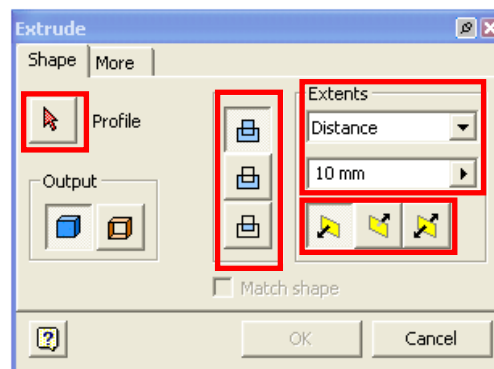 Extrude
Shape
More
Profile
Extents
Distance
10 mm
Output
Match shape
?
OK
Cancel